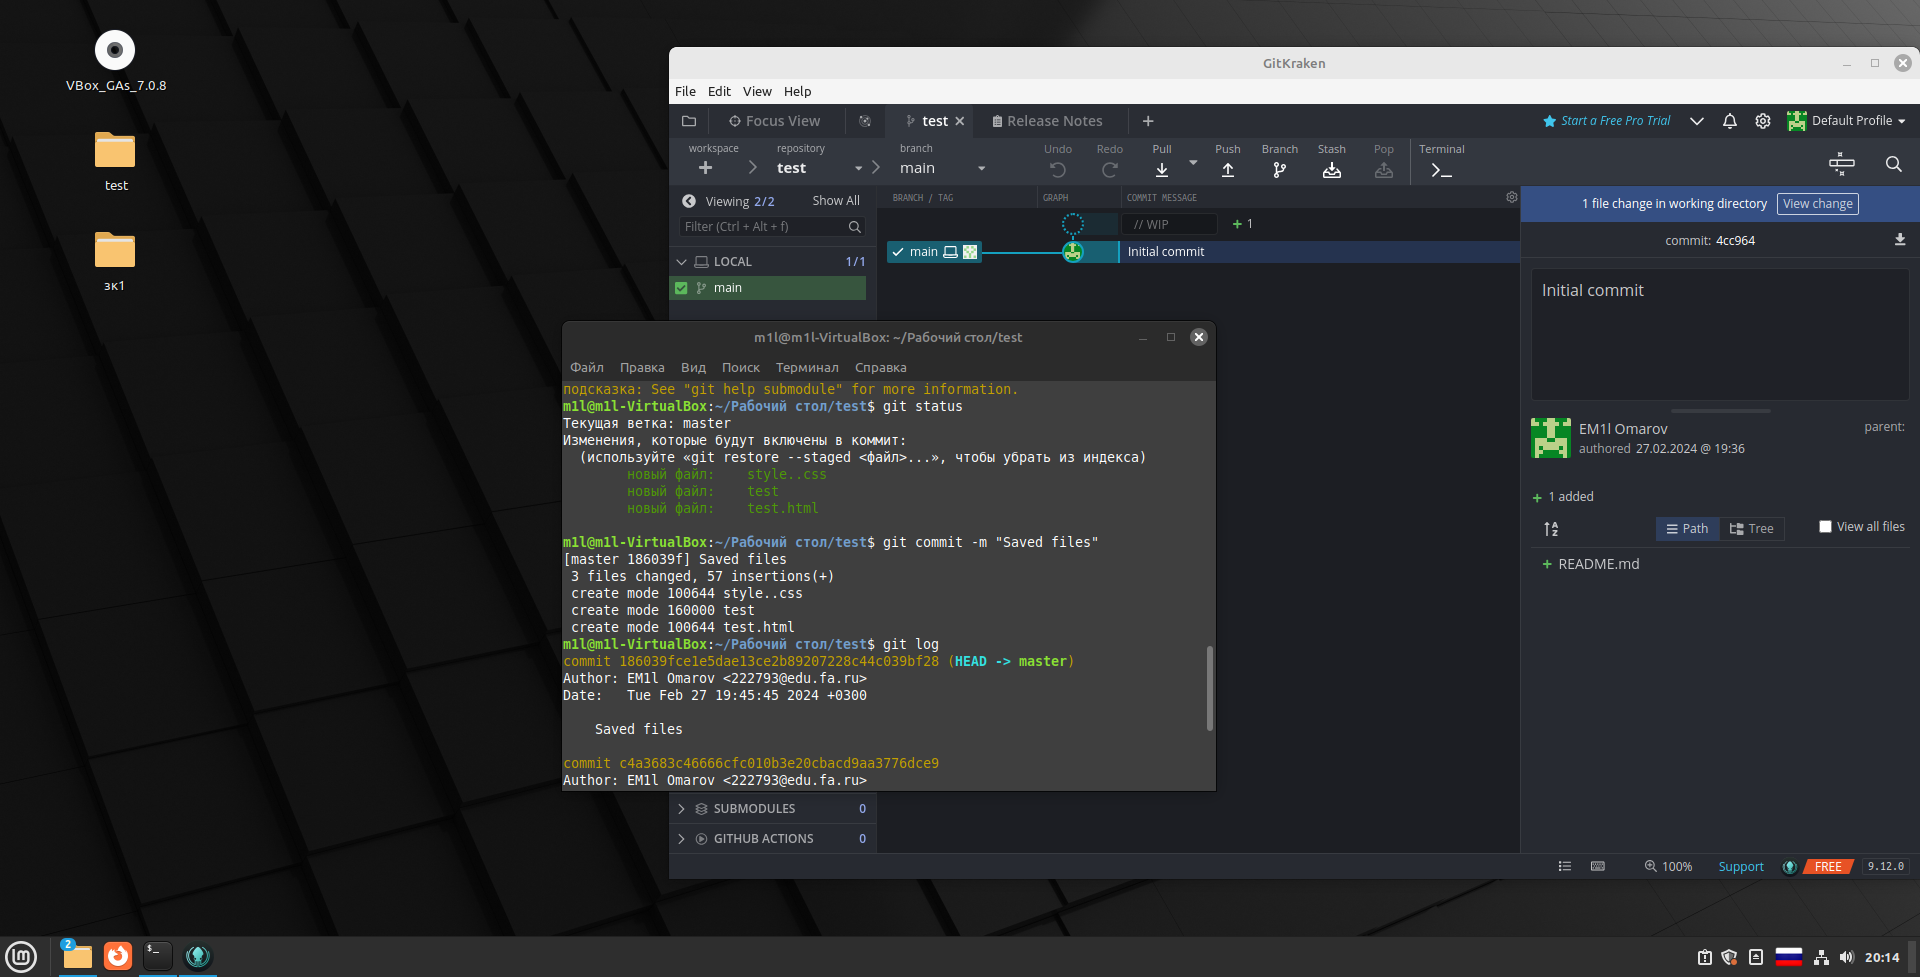 VBox_GAs_7.0.8
test
зк1
GitKraken
File Edit View Help
Focus View
test
Release Notes
Start a Free Pro Trial
Default Profile
workspace
repository
test
branch
main
Undo
Redo
Pull
Push
Branch
Stash
Pop
Terminal
Viewing 2/2
Show All
Filter (Ctrl + Alt + f)
LOCAL 1/1
main
BRANCH / TAG
GRAPH
COMMIT MESSAGE
// WIP
+ 1
main
Initial commit
1 file change in working directory
View change
commit: 4cc964
Initial commit
EM1l Omarov
authored 27.02.2024 @ 19:36
parent:
+ 1 added
Path
Tree
View all files
+ README.md
m1l@m1l-VirtualBox: ~/Рабочий стол/test
Файл Правка Вид Поиск Терминал Справка
подсказка: See "git help submodule" for more information.
m1l@m1l-VirtualBox:~/Рабочий стол/test$ git status
Текущая ветка: master
Изменения, которые будут включены в коммит:
(используйте «git restore --staged <файл>...», чтобы убрать из индекса)
новый файл: style..css
новый файл: test
новый файл: test.html
m1l@m1l-VirtualBox:~/Рабочий стол/test$ git commit -m "Saved files"
[master 186039f] Saved files
3 files changed, 57 insertions(+)
create mode 100644 style..css
create mode 160000 test
create mode 100644 test.html
m1l@m1l-VirtualBox:~/Рабочий стол/test$ git log
commit 186039fce1e5dae13ce2b89207228c44c039bf28 (HEAD -> master)
Author: EM1l Omarov <222793@edu.fa.ru>
Date: Tue Feb 27 19:45:45 2024 +0300
Saved files
commit c4a3683c46666cfc010b3e20cbacd9aa3776dce9
Author: EM1l Omarov <222793@edu.fa.ru>
SUBMODULES 0
GITHUB ACTIONS 0
100%
Support
FREE
9.12.0
2
20:14